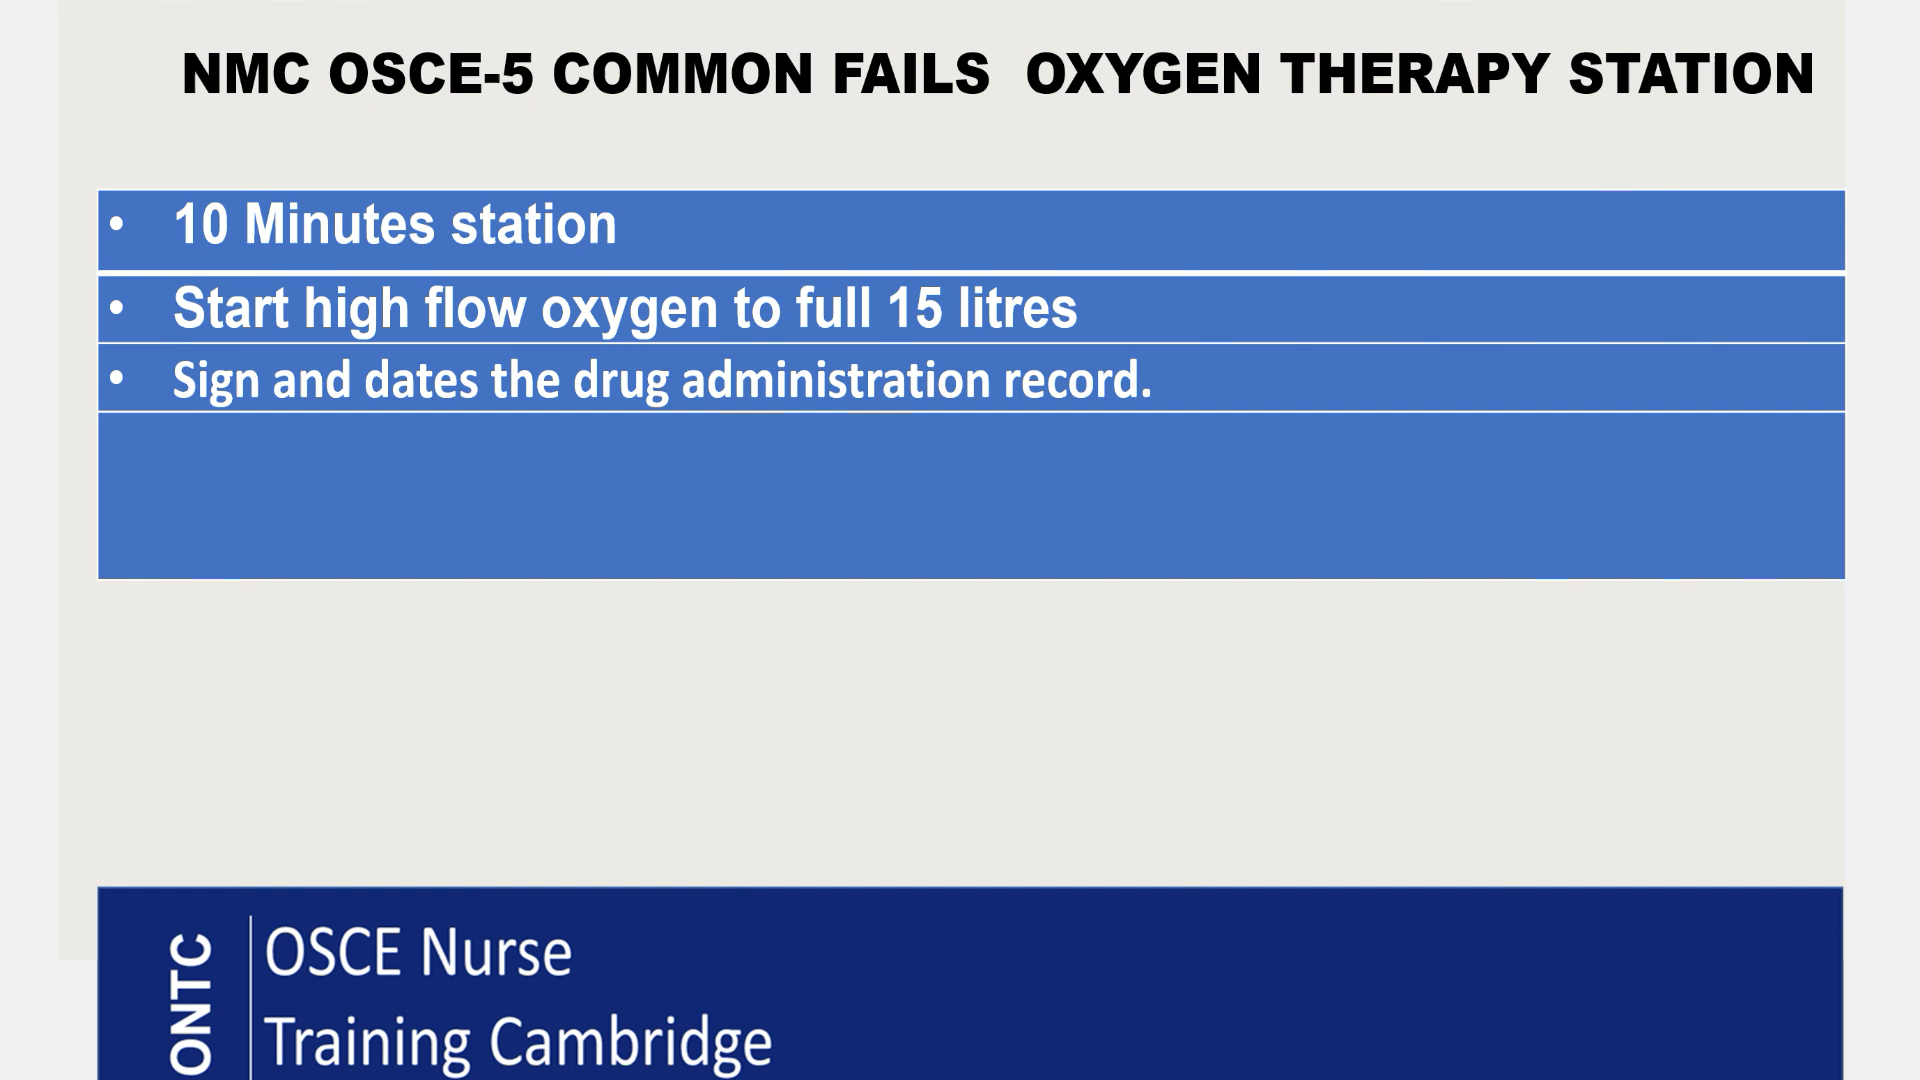 NMC OSCE-5 COMMON FAILS  OXYGEN THERAPY STATION
• 10 Minutes station
• Start high flow oxygen to full 15 litres
• Sign and dates the drug administration record.
ONTC
OSCE Nurse
Training Cambridge